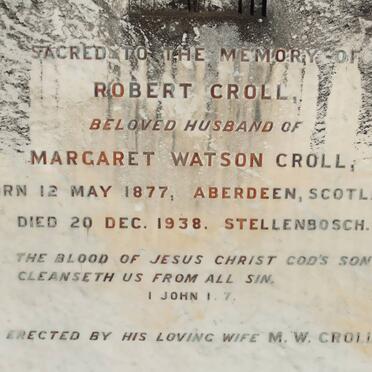 SACRED TO THE MEMORY OF
ROBERT CROLL,
BELOVED HUSBAND OF
MARGARET WATSON CROLL,
ORN 12 MAY 1877, ABERDEEN, SCOTL
DIED 20 DEC. 1938. STELLENBOSCH.
THE BLOOD OF JESUS CHRIST GOD'S SON
CLEANSETH US FROM ALL SIN.
I JOHN I. 7.
ERECTED BY HIS LOVING WIFE M. W. CROLL